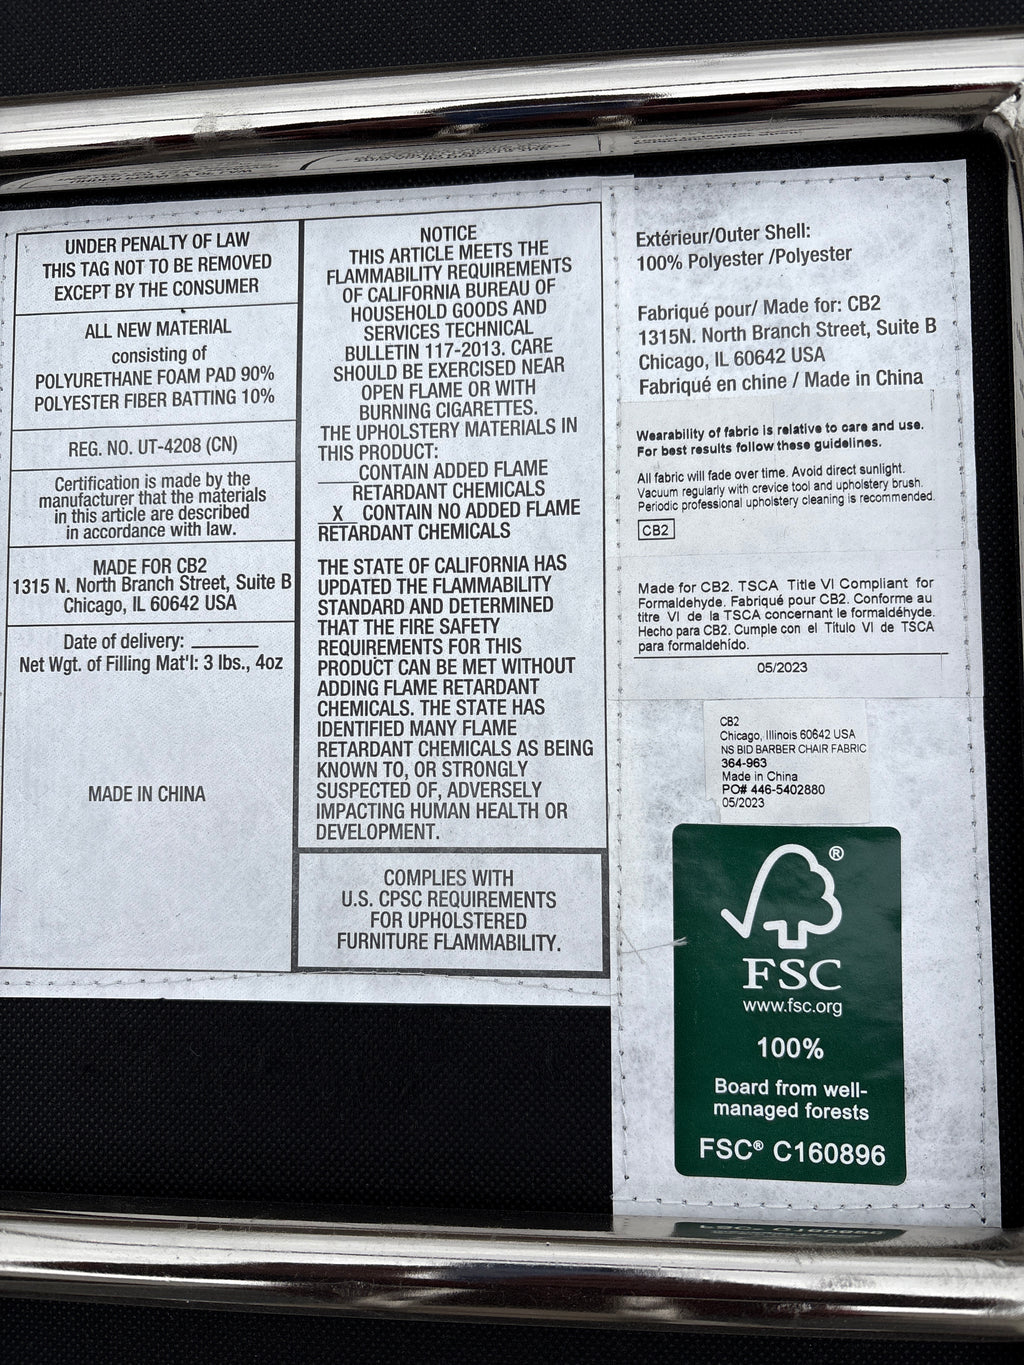 UNDER PENALTY OF LAW
THIS TAG NOT TO BE REMOVED
EXCEPT BY THE CONSUMER
ALL NEW MATERIAL
consisting of
POLYURETHANE FOAM PAD 90%
POLYESTER FIBER BATTING 10%
REG. NO. UT-4208 (CN)
Certification is made by the
manufacturer that the materials
in this article are described
in accordance with law.
MADE FOR CB2
1315 N. North Branch Street, Suite B
Chicago, IL 60642 USA
Date of delivery: ______
Net Wgt. of Filling Mat'l: 3 lbs., 4oz
MADE IN CHINA
NOTICE
THIS ARTICLE MEETS THE
FLAMMABILITY REQUIREMENTS
OF CALIFORNIA BUREAU OF
HOUSEHOLD GOODS AND
SERVICES TECHNICAL
BULLETIN 117-2013. CARE
SHOULD BE EXERCISED NEAR
OPEN FLAME OR WITH
BURNING CIGARETTES.
THE UPHOLSTERY MATERIALS IN
THIS PRODUCT:
____CONTAIN ADDED FLAME
RETARDANT CHEMICALS
X CONTAIN NO ADDED FLAME
RETARDANT CHEMICALS
THE STATE OF CALIFORNIA HAS
UPDATED THE FLAMMABILITY
STANDARD AND DETERMINED
THAT THE FIRE SAFETY
REQUIREMENTS FOR THIS
PRODUCT CAN BE MET WITHOUT
ADDING FLAME RETARDANT
CHEMICALS. THE STATE HAS
IDENTIFIED MANY FLAME
RETARDANT CHEMICALS AS BEING
KNOWN TO, OR STRONGLY
SUSPECTED OF, ADVERSELY
IMPACTING HUMAN HEALTH OR
DEVELOPMENT.
COMPLIES WITH
U.S. CPSC REQUIREMENTS
FOR UPHOLSTERED
FURNITURE FLAMMABILITY.
Extérieur/Outer Shell:
100% Polyester /Polyester
Fabriqué pour/ Made for: CB2
1315N. North Branch Street, Suite B
Chicago, IL 60642 USA
Fabriqué en chine / Made in China
Wearability of fabric is relative to care and use.
For best results follow these guidelines.
All fabric will fade over time. Avoid direct sunlight.
Vacuum regularly with crevice tool and upholstery brush.
Periodic professional upholstery cleaning is recommended.
CB2
Made for CB2. TSCA Title VI Compliant for
Formaldehyde. Fabriqué pour CB2. Conforme au
titre VI de la TSCA concernant le formaldéhyde.
Hecho para CB2. Cumple con el Título VI de TSCA
para formaldehído.
05/2023
CB2
Chicago, Illinois 60642 USA
NS BID BARBER CHAIR FABRIC
364-963
Made in China
PO# 446-5402880
05/2023
®
FSC
www.fsc.org
100%
Board from well-
managed forests
FSC® C160896